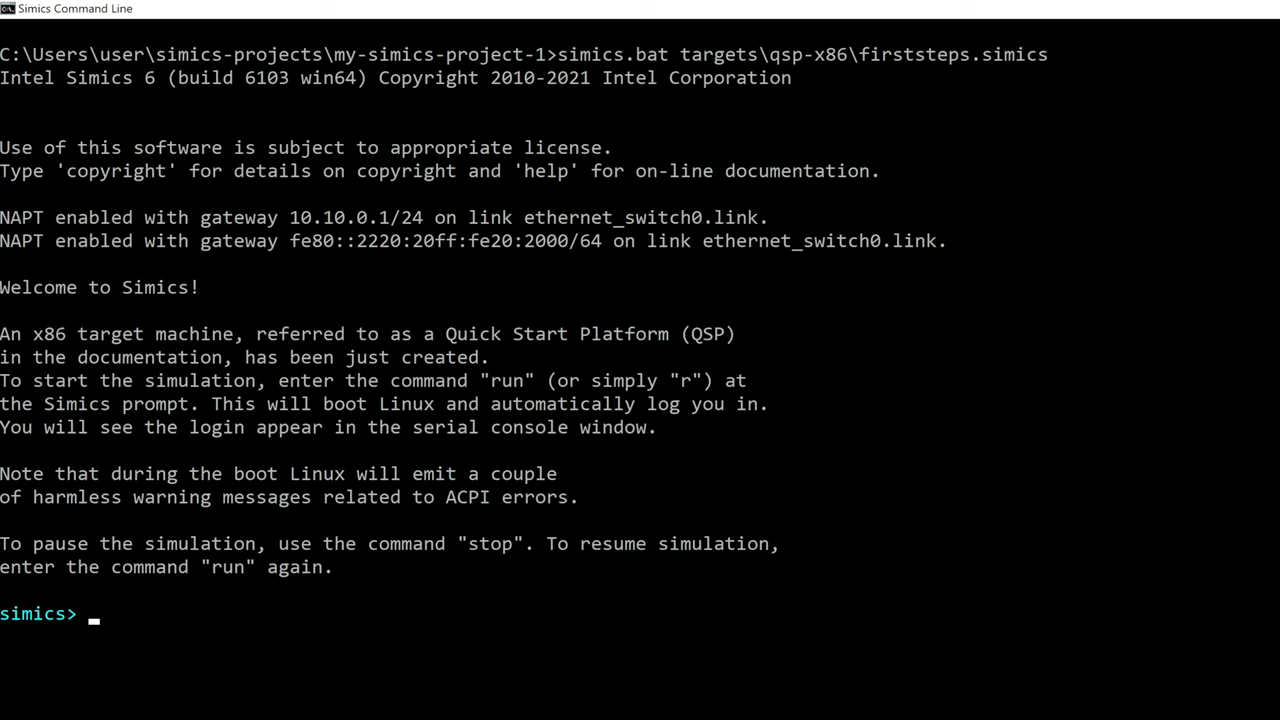 Simics Command Line
C:\Users\user\simics-projects\my-simics-project-1>simics.bat targets\qsp-x86\firststeps.simics
Intel Simics 6 (build 6103 win64) Copyright 2010-2021 Intel Corporation
Use of this software is subject to appropriate license.
Type 'copyright' for details on copyright and 'help' for on-line documentation.
NAPT enabled with gateway 10.10.0.1/24 on link ethernet_switch0.link.
NAPT enabled with gateway fe80::2220:20ff:fe20:2000/64 on link ethernet_switch0.link.
Welcome to Simics!
An x86 target machine, referred to as a Quick Start Platform (QSP)
in the documentation, has been just created.
To start the simulation, enter the command "run" (or simply "r") at
the Simics prompt. This will boot Linux and automatically log you in.
You will see the login appear in the serial console window.
Note that during the boot Linux will emit a couple
of harmless warning messages related to ACPI errors.
To pause the simulation, use the command "stop". To resume simulation,
enter the command "run" again.
simics> _